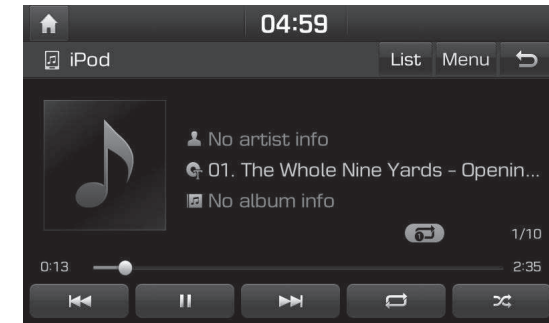 04:59
iPod List Menu
No artist info
01. The Whole Nine Yards - Openin...
No album info
1/10
0:13 2:35